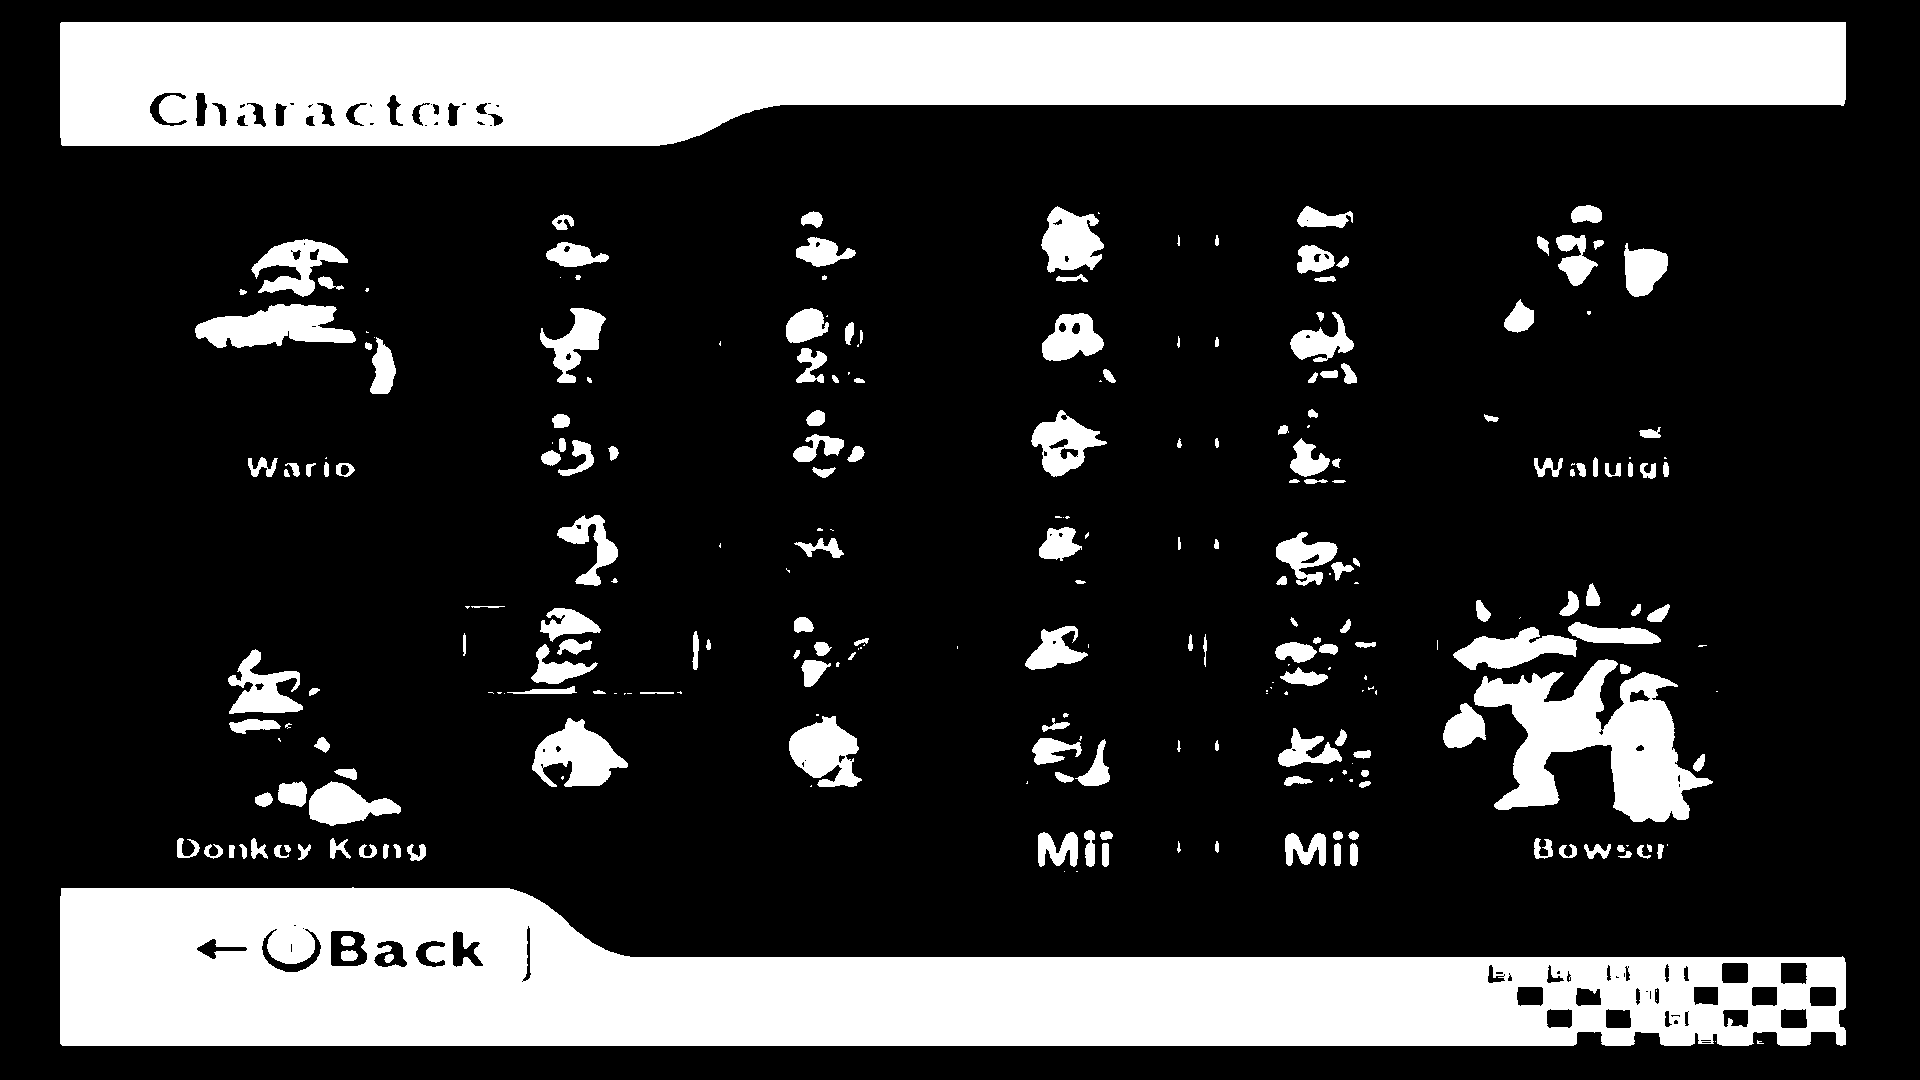 Characters
Wario
Waluigi
Donkey Kong
Mii
Mii
Bowser
Back